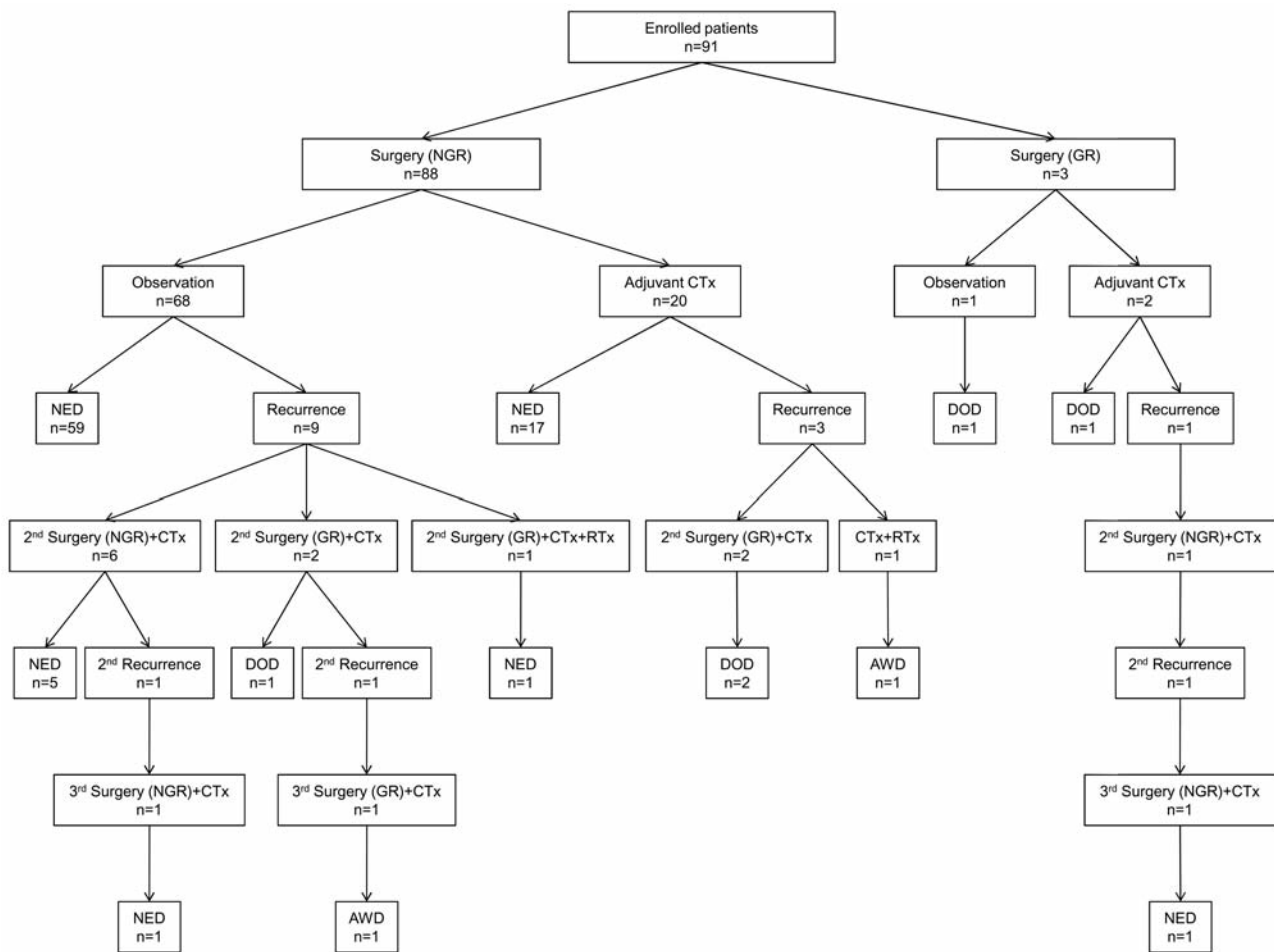 Enrolled patients
n=91
Surgery (NGR)
n=88
Surgery (GR)
n=3
Observation
n=68
Adjuvant CTx
n=20
Observation
n=1
Adjuvant CTx
n=2
NED
n=59
Recurrence
n=9
NED
n=17
Recurrence
n=3
DOD
n=1
DOD
n=1
Recurrence
n=1
2nd Surgery (NGR)+CTx
n=6
2nd Surgery (GR)+CTx
n=2
2nd Surgery (GR)+CTx+RTx
n=1
2nd Surgery (GR)+CTx
n=2
CTx+RTx
n=1
2nd Surgery (NGR)+CTx
n=1
NED
n=5
2nd Recurrence
n=1
DOD
n=1
2nd Recurrence
n=1
NED
n=1
DOD
n=2
AWD
n=1
2nd Recurrence
n=1
3rd Surgery (NGR)+CTx
n=1
3rd Surgery (GR)+CTx
n=1
3rd Surgery (NGR)+CTx
n=1
NED
n=1
AWD
n=1
NED
n=1